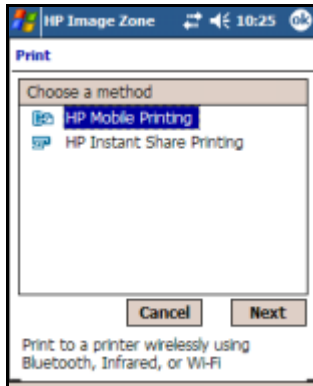 HP Image Zone 10:25 ok
Print
Choose a method
HP Mobile Printing
HP Instant Share Printing
Cancel Next
Print to a printer wirelessly using
Bluetooth, Infrared, or Wi-Fi